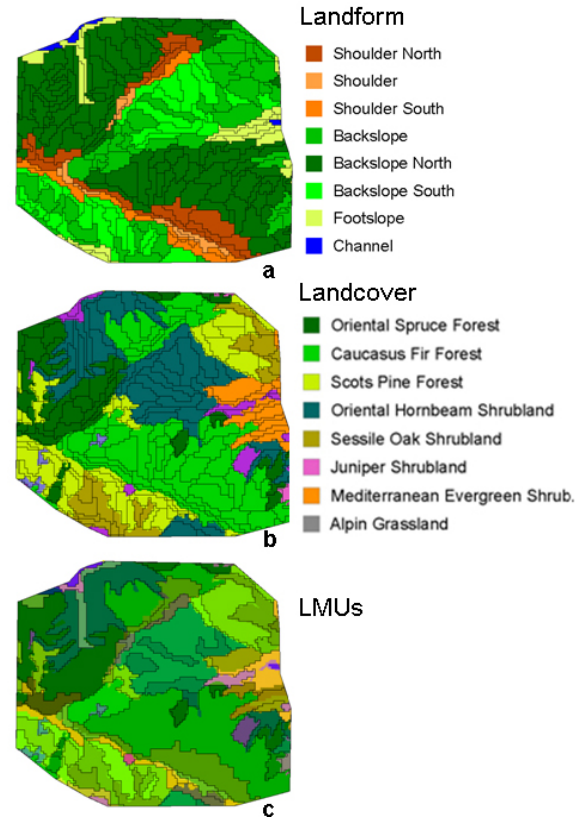 Landform
Shoulder North
Shoulder
Shoulder South
Backslope
Backslope North
Backslope South
Footslope
Channel
a
Landcover
Oriental Spruce Forest
Caucasus Fir Forest
Scots Pine Forest
Oriental Hornbeam Shrubland
Sessile Oak Shrubland
Juniper Shrubland
Mediterranean Evergreen Shrub.
Alpin Grassland
b
LMUs
c